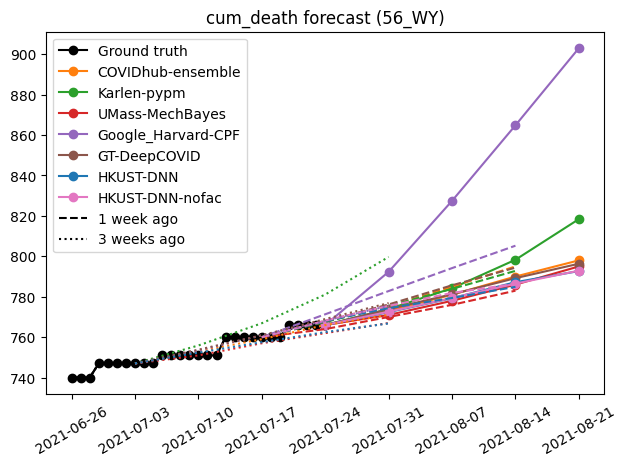 cum_death forecast (56_WY)
Ground truth
COVIDhub-ensemble
Karlen-pypm
UMass-MechBayes
Google_Harvard-CPF
GT-DeepCOVID
HKUST-DNN
HKUST-DNN-nofac
1 week ago
3 weeks ago
900
880
860
840
820
800
780
760
740
2021-06-26
2021-07-03
2021-07-10
2021-07-17
2021-07-24
2021-07-31
2021-08-07
2021-08-14
2021-08-21